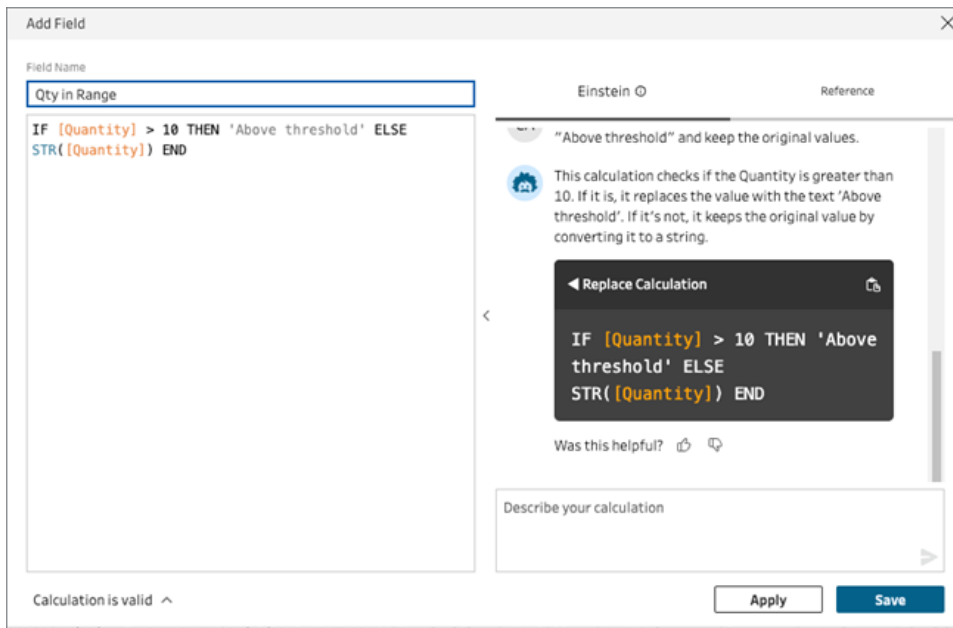 Add Field
Field Name
Qty in Range
IF [Quantity] > 10 THEN 'Above threshold' ELSE
STR([Quantity]) END
Einstein
Reference
"Above threshold" and keep the original values.
This calculation checks if the Quantity is greater than
10. If it is, it replaces the value with the text 'Above
threshold'. If it's not, it keeps the original value by
converting it to a string.
Replace Calculation
IF [Quantity] > 10 THEN 'Above
threshold' ELSE
STR([Quantity]) END
Was this helpful?
Describe your calculation
Calculation is valid
Apply
Save